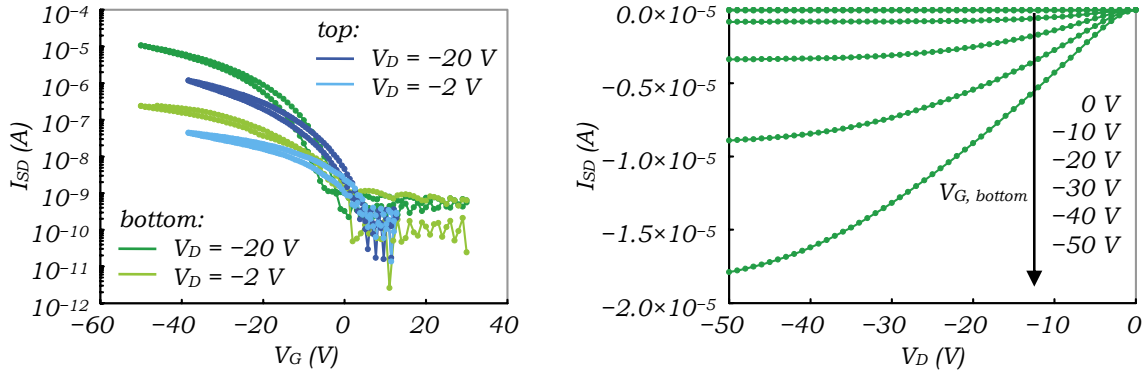 10⁻⁴
10⁻⁵
10⁻⁶
10⁻⁷
10⁻⁸
10⁻⁹
10⁻¹⁰
10⁻¹¹
10⁻¹²
I_SD (A)
top:
V_D = −20 V
V_D = −2 V
bottom:
V_D = −20 V
V_D = −2 V
−60 −40 −20 0 20 40 60
V_G (V)
0.0×10⁻⁵
−0.5×10⁻⁵
−1.0×10⁻⁵
−1.5×10⁻⁵
−2.0×10⁻⁵
I_SD (A)
V_G, bottom
0 V
−10 V
−20 V
−30 V
−40 V
−50 V
−50 −40 −30 −20 −10 0
V_D (V)